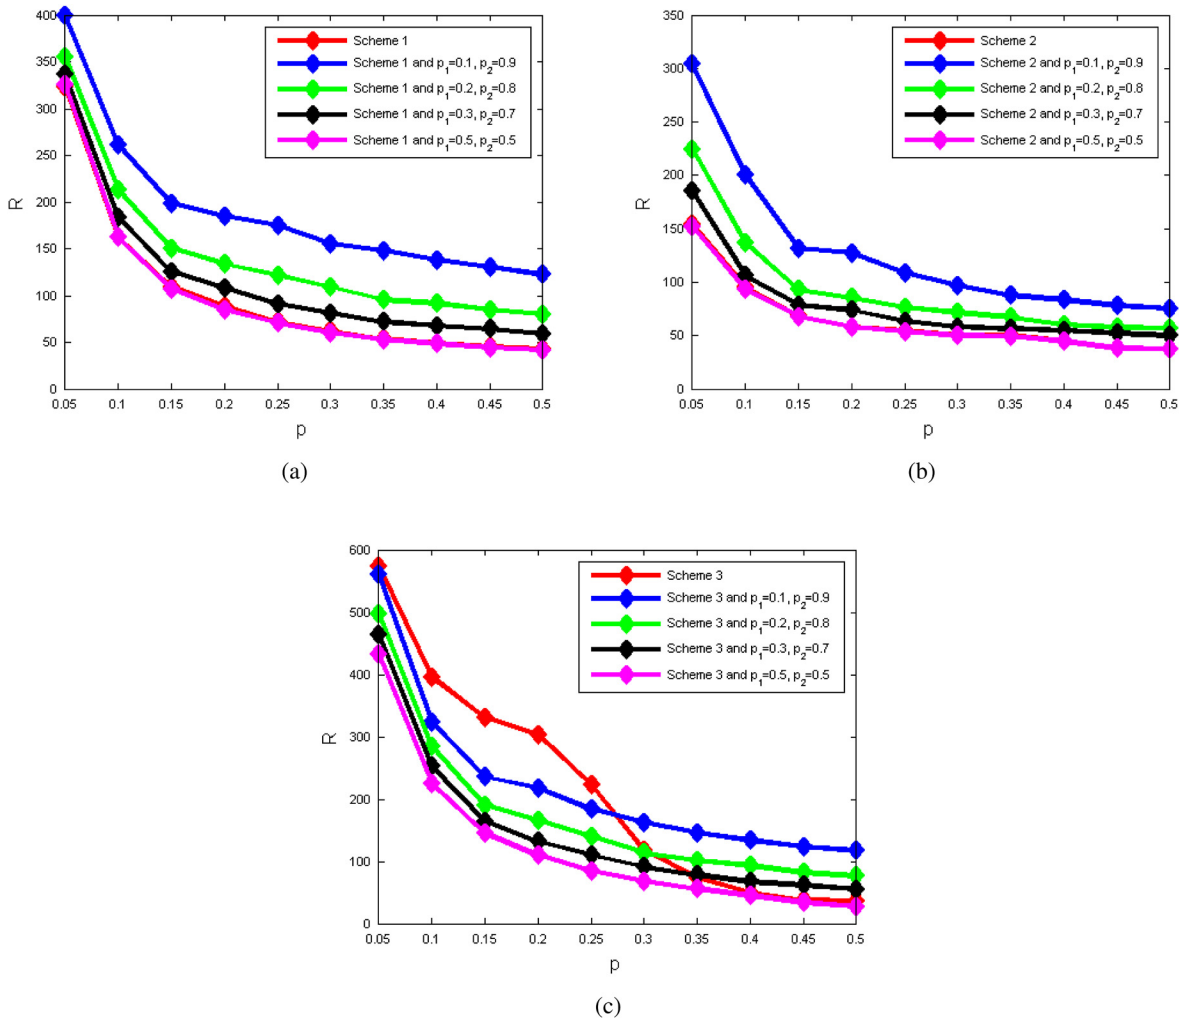 400
350
300
250
200
150
100
50
0
R
0.05 0.1 0.15 0.2 0.25 0.3 0.35 0.4 0.45 0.5
p
Scheme 1
Scheme 1 and p1=0.1, p2=0.9
Scheme 1 and p1=0.2, p2=0.8
Scheme 1 and p1=0.3, p2=0.7
Scheme 1 and p1=0.5, p2=0.5
(a)
350
300
250
200
150
100
50
0
R
0.05 0.1 0.15 0.2 0.25 0.3 0.35 0.4 0.45 0.5
p
Scheme 2
Scheme 2 and p1=0.1, p2=0.9
Scheme 2 and p1=0.2, p2=0.8
Scheme 2 and p1=0.3, p2=0.7
Scheme 2 and p1=0.5, p2=0.5
(b)
600
500
400
300
200
100
0
R
0.05 0.1 0.15 0.2 0.25 0.3 0.35 0.4 0.45 0.5
p
Scheme 3
Scheme 3 and p1=0.1, p2=0.9
Scheme 3 and p1=0.2, p2=0.8
Scheme 3 and p1=0.3, p2=0.7
Scheme 3 and p1=0.5, p2=0.5
(c)